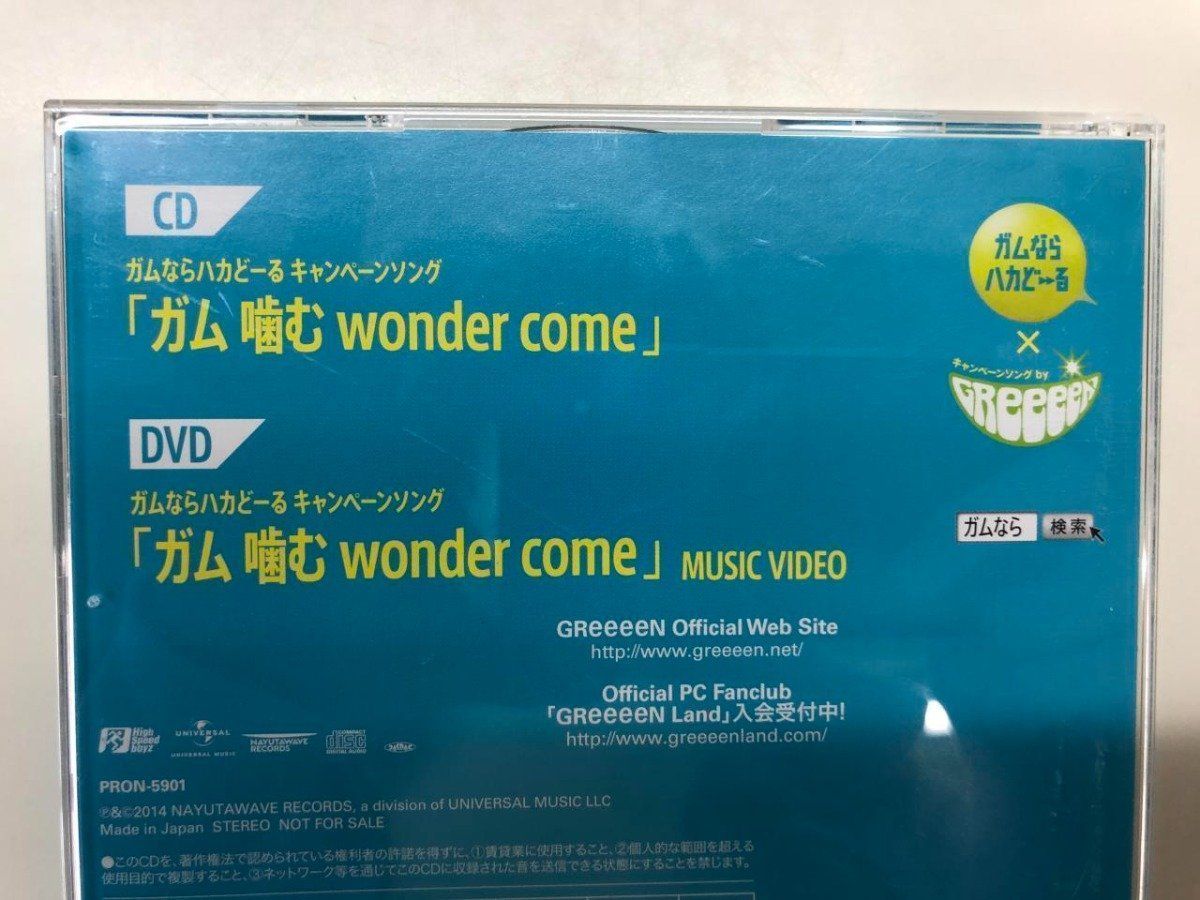 CD
ガムならハカどーる キャンペーンソング
「ガム 噛む wonder come」
DVD
ガムならハカどーる キャンペーンソング
「ガム 噛む wonder come」 MUSIC VIDEO
ガムなら
ハカどーる
×
キャンペーンソング by
GReeeeN
ガムなら 検索
GReeeeN Official Web Site
http://www.greeeen.net/
Official PC Fanclub
「GReeeeN Land」入会受付中!
http://www.greeeenland.com/
High
Speed
boyz
UNIVERSAL
UNIVERSAL MUSIC
NAYUTAWAVE
RECORDS
COMPACT
disc
DIGITAL AUDIO
PRON-5901
℗&©2014 NAYUTAWAVE RECORDS, a division of UNIVERSAL MUSIC LLC
Made in Japan STEREO NOT FOR SALE
●このCDを、著作権法で認められている権利者の許諾を得ずに、①賃貸業に使用すること、②個人的な範囲を超える
使用目的で複製すること、③ネットワーク等を通じてこのCDに収録された音を送信できる状態にすることを禁じます。